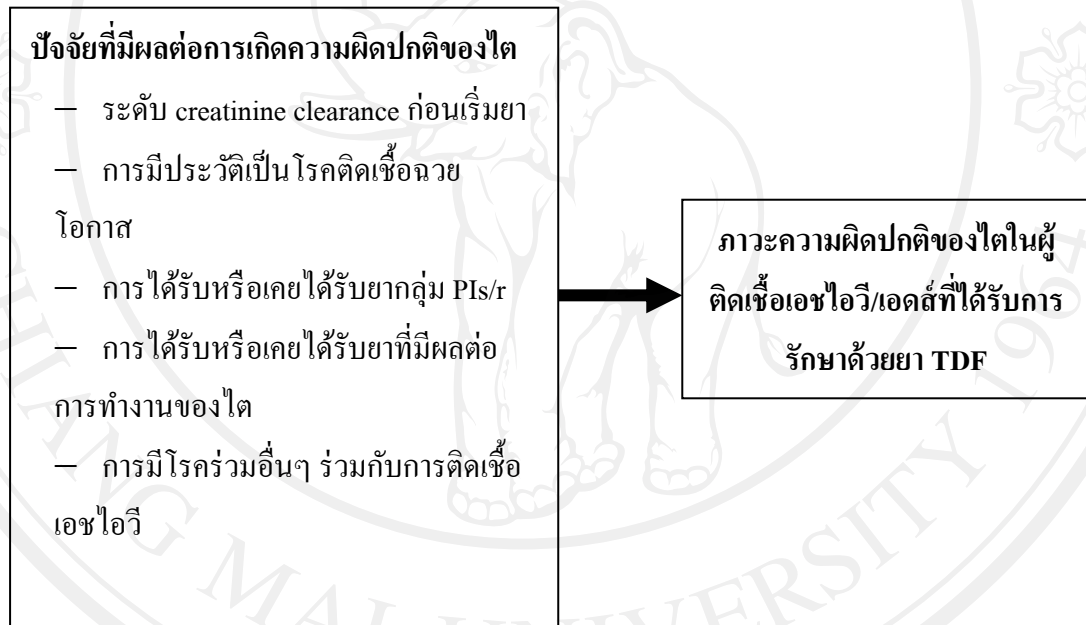 ปัจจัยที่มีผลต่อการเกิดความผิดปกติของไต
– ระดับ creatinine clearance ก่อนเริ่มยา
– การมีประวัติเป็นโรคติดเชื้อฉวย
โอกาส
– การได้รับหรือเคยได้รับยากลุ่ม PIs/r
– การได้รับหรือเคยได้รับยาที่มีผลต่อ
การทำงานของไต
– การมีโรคร่วมอื่นๆ ร่วมกับการติดเชื้อ
เอชไอวี
ภาวะความผิดปกติของไตในผู้
ติดเชื้อเอชไอวี/เอดส์ที่ได้รับการ
รักษาด้วยยา TDF
CHIANG MAI UNIVERSITY 1964